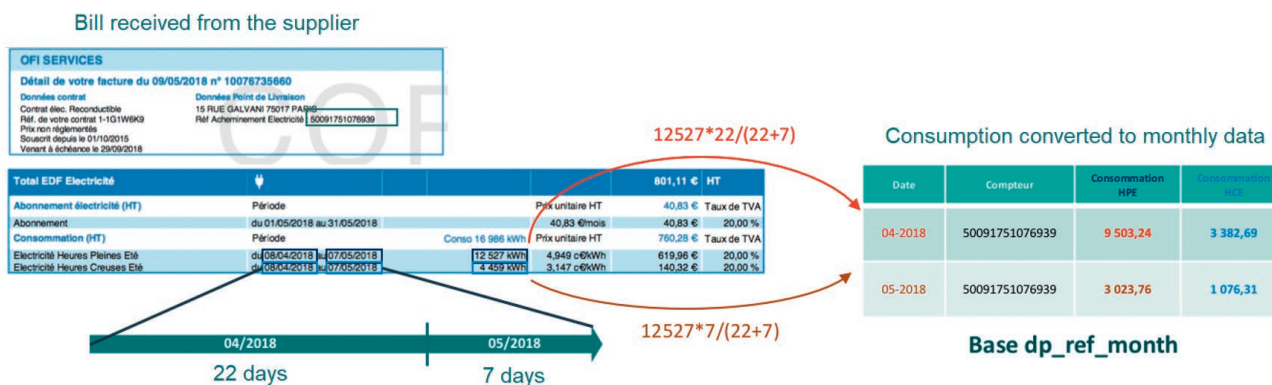 Bill received from the supplier
OFI SERVICES
Détail de votre facture du 09/05/2018 n° 10076735660
Données contrat
Contrat élec. Reconductible
Réf. de votre contrat 1-1G1W6K9
Prix non réglementés
Souscrit depuis le 01/10/2015
Venant à échéance le 29/09/2018
Données Point de Livraison
15 RUE GALVANI 75017 PARIS
Réf Acheminement Electricité : 50091751076939
COF
Total EDF Electricité 801,11 € HT
Abonnement électricité (HT) Période Prix unitaire HT 40,83 € Taux de TVA
Abonnement du 01/05/2018 au 31/05/2018 40,83 €/mois 40,83 € 20,00 %
Consommation (HT) Période Conso 16 986 kWh Prix unitaire HT 760,28 € Taux de TVA
Electricité Heures Pleines Eté du 08/04/2018 au 07/05/2018 12 527 kWh 4,949 c€/kWh 619,96 € 20,00 %
Electricité Heures Creuses Eté du 08/04/2018 au 07/05/2018 4 459 kWh 3,147 c€/kWh 140,32 € 20,00 %
04/2018 05/2018
22 days 7 days
12527*22/(22+7)
12527*7/(22+7)
Consumption converted to monthly data
Date Compteur Consommation HPE Consommation HCE
04-2018 50091751076939 9 503,24 3 382,69
05-2018 50091751076939 3 023,76 1 076,31
Base dp_ref_month